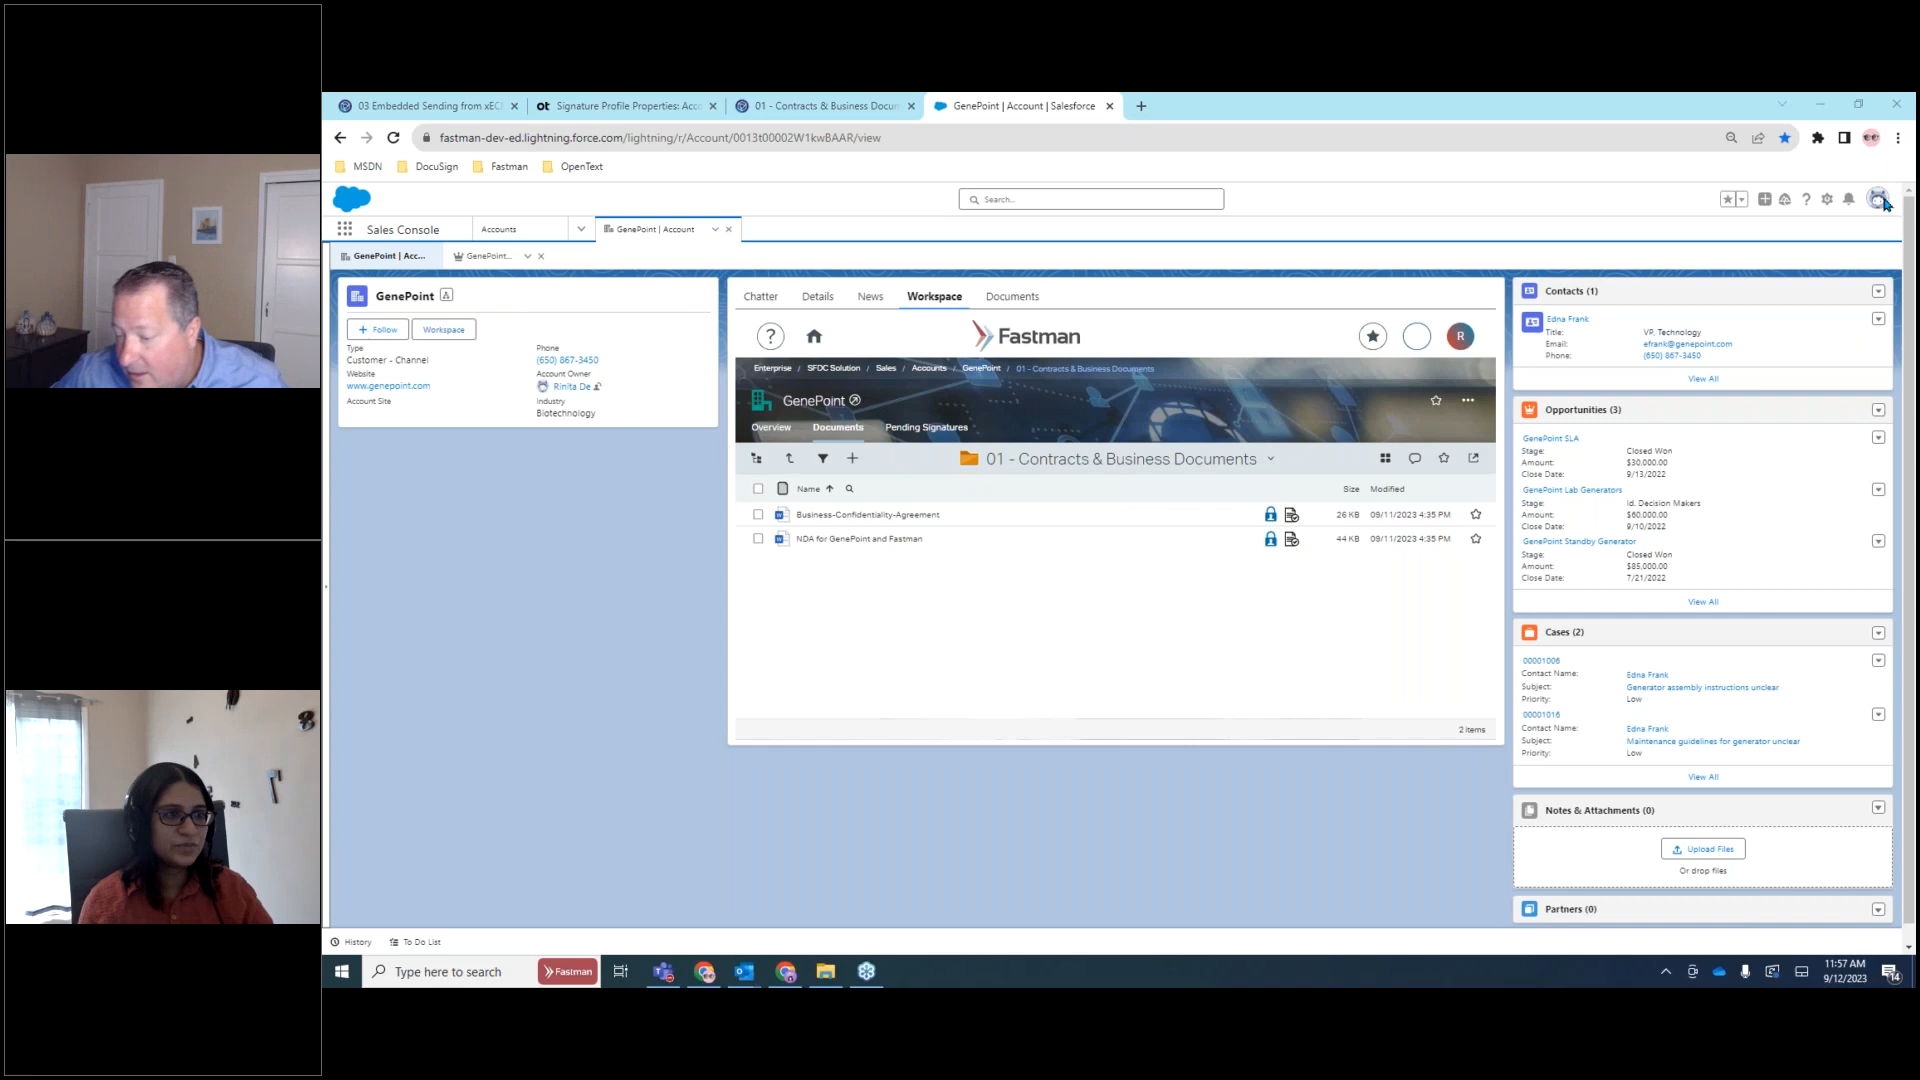 03 Embedded Sending from xEC
Signature Profile Properties: Acco
01 - Contracts & Business Docum
GenePoint | Account | Salesforce
fastman-dev-ed.lightning.force.com/lightning/r/Account/0013t00002W1kwBAAR/view
MSDN
DocuSign
Fastman
OpenText
Search...
Sales Console
Accounts
GenePoint | Account
GenePoint | Acc...
GenePoint...
GenePoint
Follow
Workspace
Type
Customer - Channel
Website
www.genepoint.com
Account Site
Phone
(650) 867-3450
Account Owner
Rinita De
Industry
Biotechnology
Chatter
Details
News
Workspace
Documents
Fastman
R
Enterprise / SFDC Solution / Sales / Accounts / GenePoint / 01 - Contracts & Business Documents
GenePoint
Overview
Documents
Pending Signatures
01 - Contracts & Business Documents
Name
Size
Modified
Business-Confidentiality-Agreement
26 KB
09/11/2023 4:35 PM
NDA for GenePoint and Fastman
44 KB
09/11/2023 4:35 PM
2 items
Contacts (1)
Edna Frank
Title: VP, Technology
Email: efrank@genepoint.com
Phone: (650) 867-3450
View All
Opportunities (3)
GenePoint SLA
Stage: Closed Won
Amount: $30,000.00
Close Date: 9/13/2022
GenePoint Lab Generators
Stage: Id. Decision Makers
Amount: $60,000.00
Close Date: 9/10/2022
GenePoint Standby Generator
Stage: Closed Won
Amount: $85,000.00
Close Date: 7/21/2022
View All
Cases (2)
00001006
Contact Name: Edna Frank
Subject: Generator assembly instructions unclear
Priority: Low
00001016
Contact Name: Edna Frank
Subject: Maintenance guidelines for generator unclear
Priority: Low
View All
Notes & Attachments (0)
Upload Files
Or drop files
Partners (0)
History
To Do List
Type here to search
Fastman
11:57 AM
9/12/2023
14